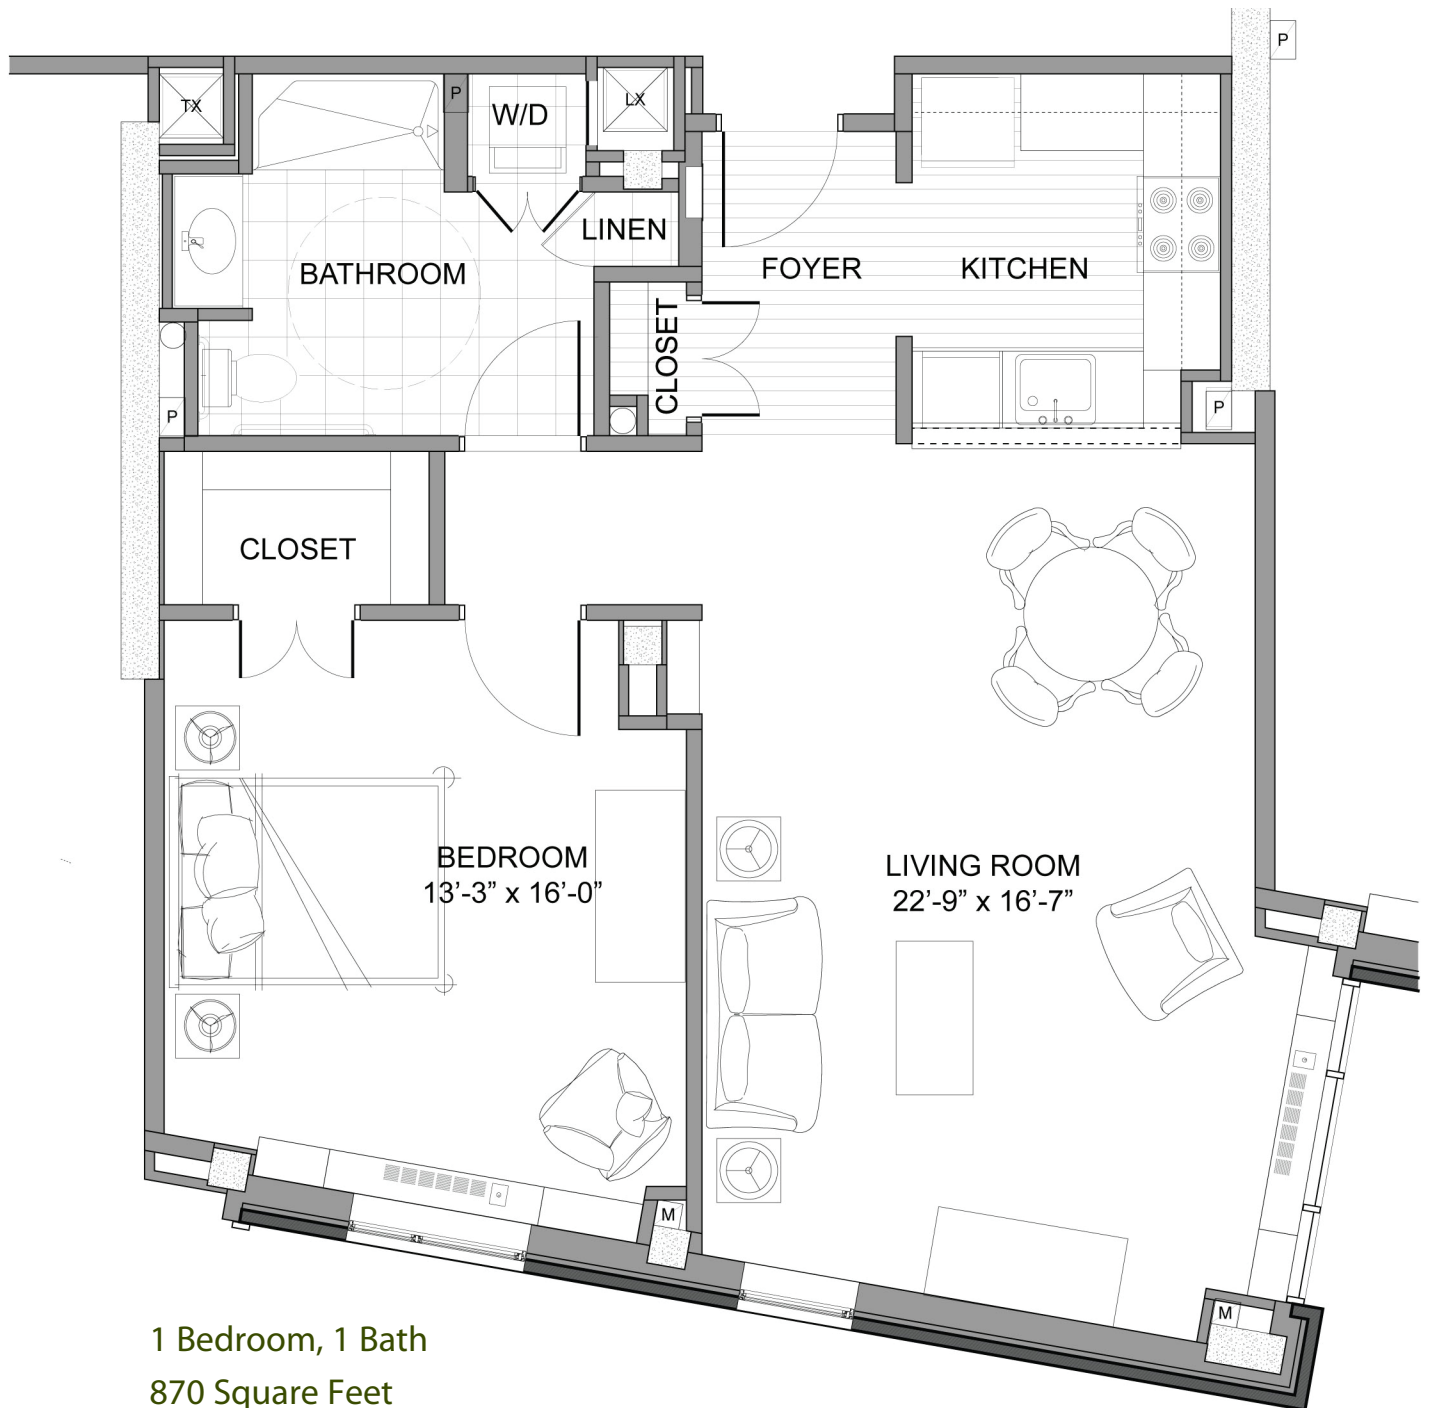 P
TX
P
W/D
LX
LINEN
BATHROOM
FOYER
KITCHEN
CLOSET
P
P
CLOSET
BEDROOM
13’-3” x 16’-0”
LIVING ROOM
22’-9” x 16’-7”
M
M
1 Bedroom, 1 Bath
870 Square Feet